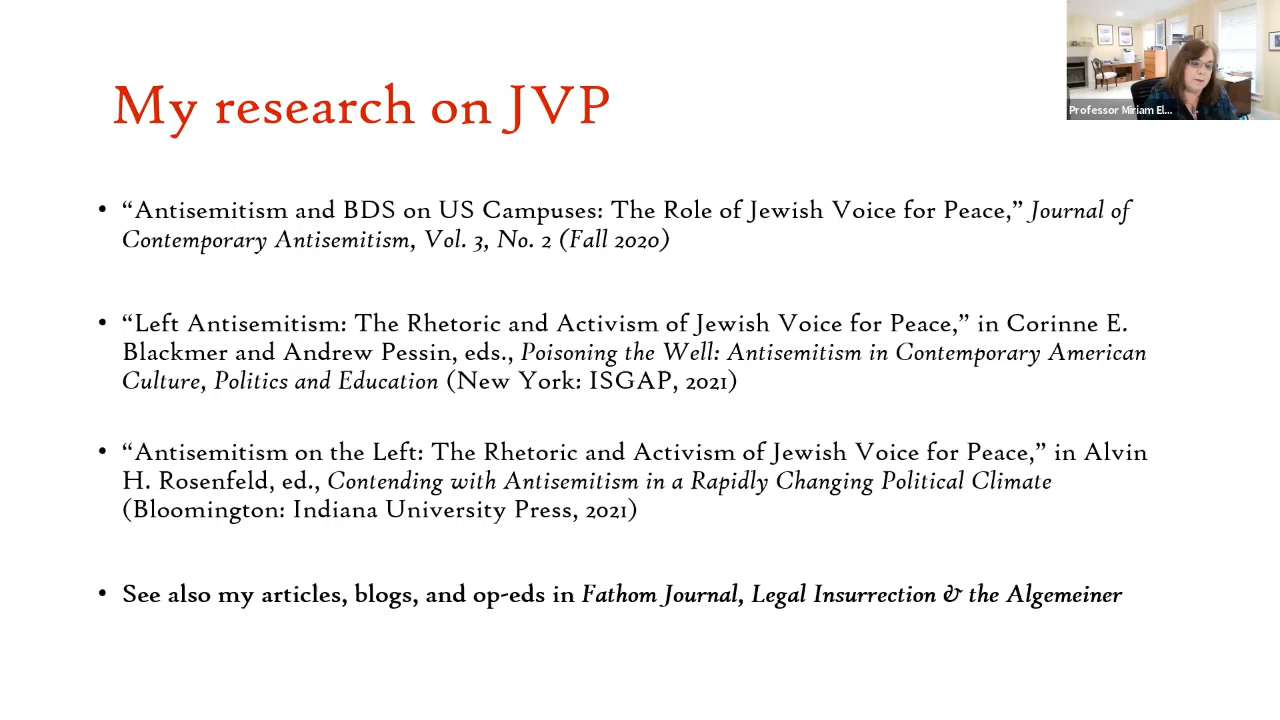 My research on JVP
Professor Miriam El...
• “Antisemitism and BDS on US Campuses: The Role of Jewish Voice for Peace,” Journal of
Contemporary Antisemitism, Vol. 3, No. 2 (Fall 2020)
• “Left Antisemitism: The Rhetoric and Activism of Jewish Voice for Peace,” in Corinne E.
Blackmer and Andrew Pessin, eds., Poisoning the Well: Antisemitism in Contemporary American
Culture, Politics and Education (New York: ISGAP, 2021)
• “Antisemitism on the Left: The Rhetoric and Activism of Jewish Voice for Peace,” in Alvin
H. Rosenfeld, ed., Contending with Antisemitism in a Rapidly Changing Political Climate
(Bloomington: Indiana University Press, 2021)
• See also my articles, blogs, and op-eds in Fathom Journal, Legal Insurrection & the Algemeiner